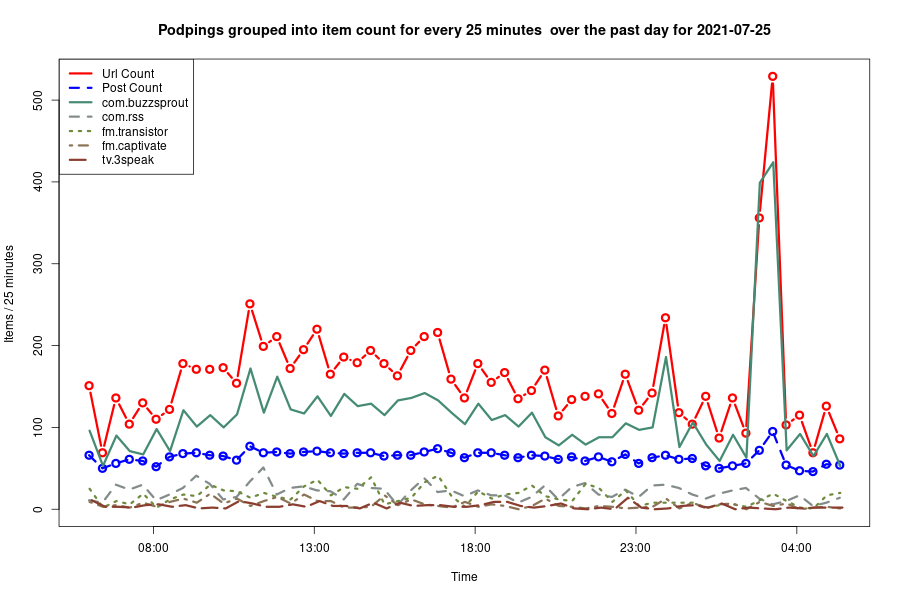 Podpings grouped into item count for every 25 minutes  over the past day for 2021-07-25
Url Count
Post Count
com.buzzsprout
com.rss
fm.transistor
fm.captivate
tv.3speak
Items / 25 minutes
500
400
300
200
100
0
08:00 13:00 18:00 23:00 04:00
Time